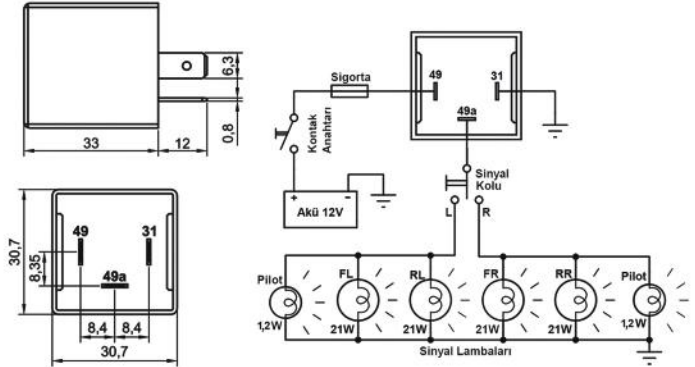 33
12
6,3
0,8
30,7
8,35
49
31
49a
8,4
8,4
30,7
Sigorta
Kontak
Anahtarı
Akü 12V
+
-
49
31
49a
Sinyal
Kolu
L
R
Pilot
FL
RL
FR
RR
Pilot
1,2W
21W
21W
21W
21W
1,2W
Sinyal Lambaları